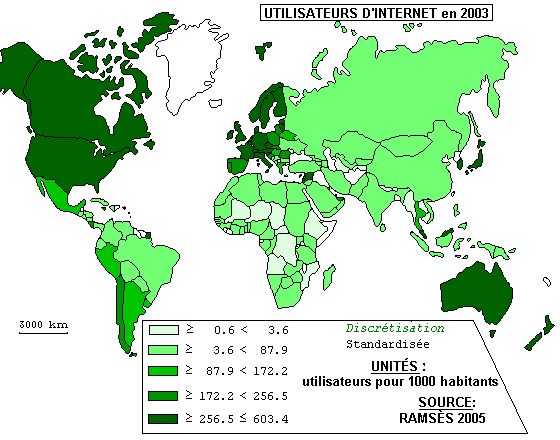 UTILISATEURS D'INTERNET en 2003
3000 km
≥ 0.6 < 3.6
≥ 3.6 < 87.9
≥ 87.9 < 172.2
≥ 172.2 < 256.5
≥ 256.5 ≤ 603.4
Discrétisation
Standardisée
UNITÉS :
utilisateurs pour 1000 habitants
SOURCE:
RAMSÈS 2005